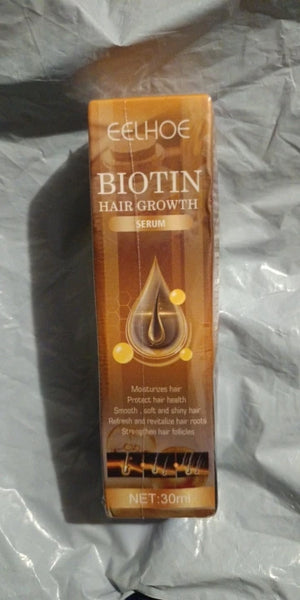 EELHOE
BIOTIN
HAIR GROWTH
SERUM
Moisturizes hair
Protect hair health
Smooth , soft and shiny hair
Refresh and revitalize hair roots
Strengthen hair follicles
NET:30ml